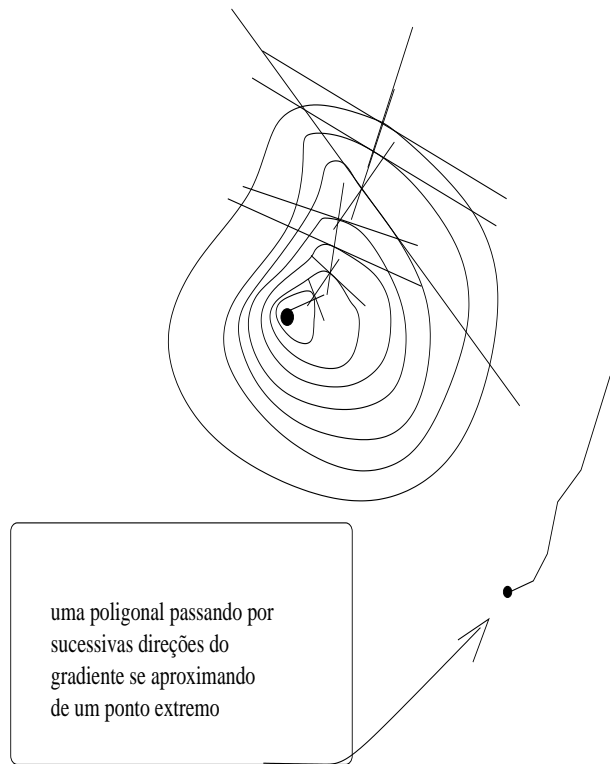 uma poligonal passando por
sucessivas direções do
gradiente se aproximando
de um ponto extremo